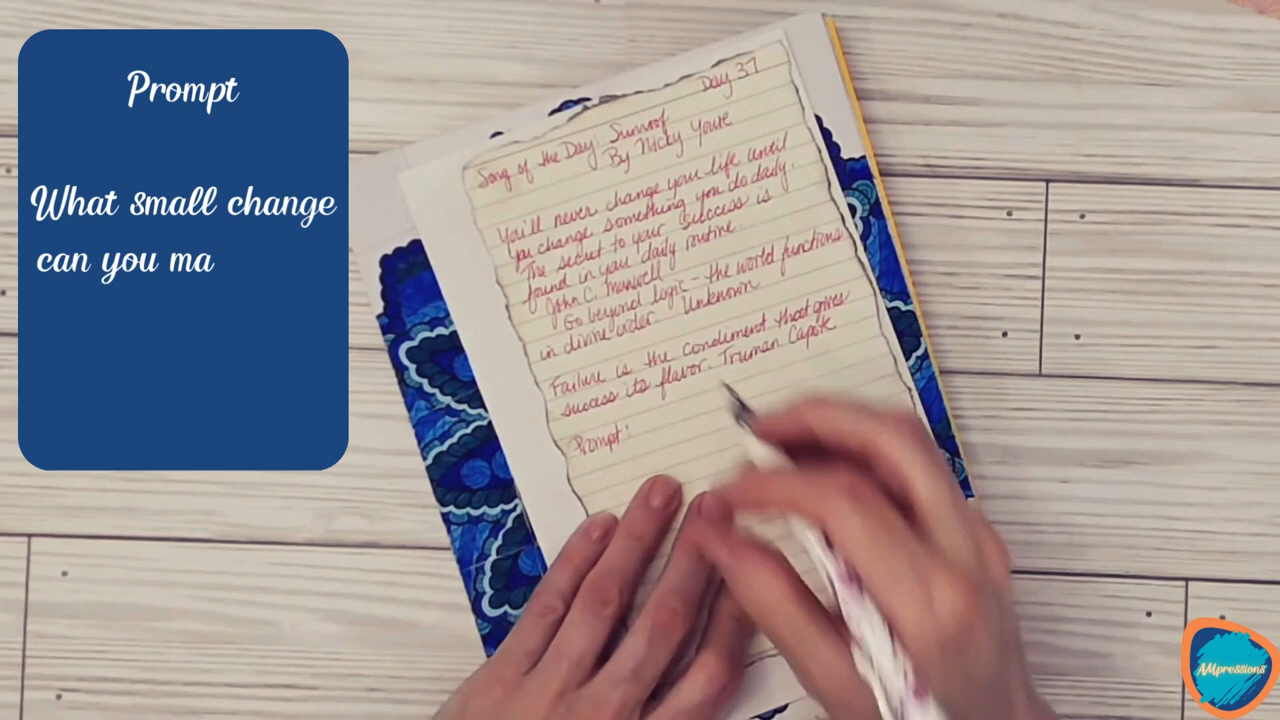 Prompt
What small change
can you ma
Day 37
Song of the Day: Sunroof
By Nicky Youre
You'll never change your life until
you change something you do daily.
The secret to your success is
found in you daily routine.
John C. Maxwell
Go beyond logic - the world functions
in divine order. Unknown
Failure is the condiment that gives
success its flavor. Truman Capote
Prompt:
AMpressions